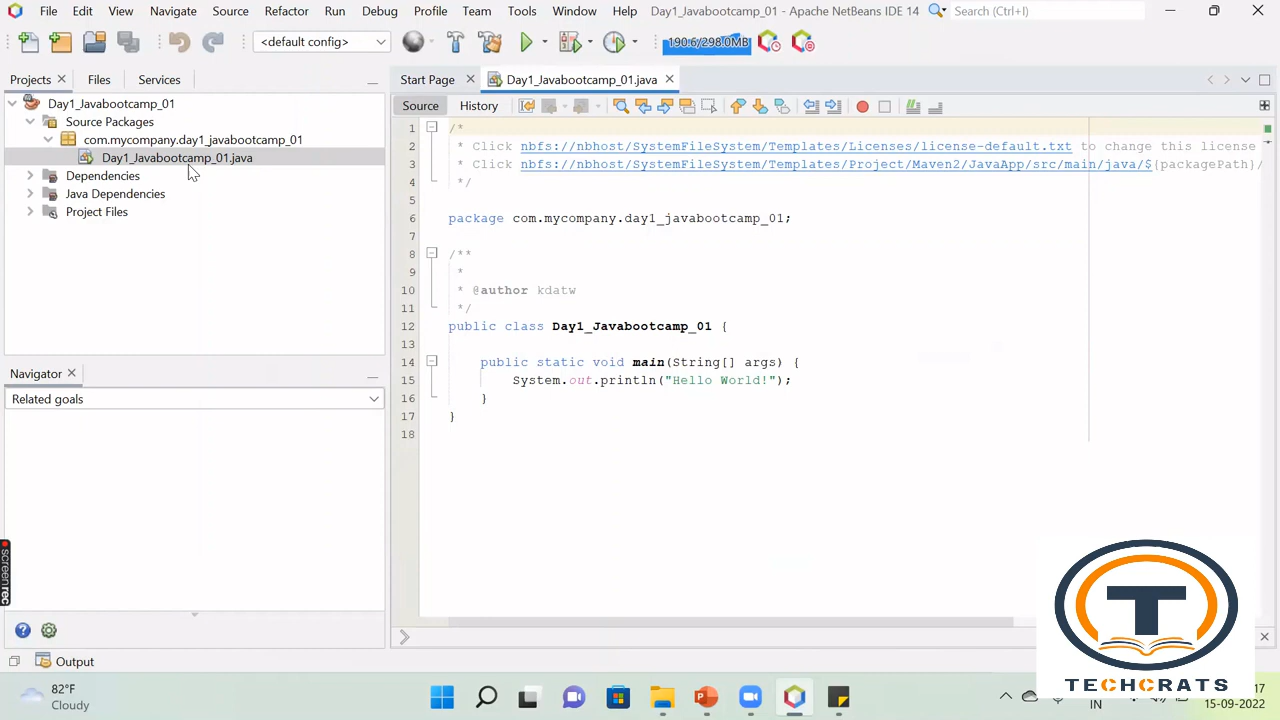 File Edit View Navigate Source Refactor Run Debug Profile Team Tools Window Help Day1_Javabootcamp_01 - Apache NetBeans IDE 14 Search (Ctrl+I)
<default config> 190.6/298.0MB
Projects Files Services Start Page Day1_Javabootcamp_01.java
Source History
Day1_Javabootcamp_01
Source Packages
com.mycompany.day1_javabootcamp_01
Day1_Javabootcamp_01.java
Dependencies
Java Dependencies
Project Files
Navigator
Related goals
1 /*
2 * Click nbfs://nbhost/SystemFileSystem/Templates/Licenses/license-default.txt to change this license
3 * Click nbfs://nbhost/SystemFileSystem/Templates/Project/Maven2/JavaApp/src/main/java/${packagePath}/
4 */
5
6 package com.mycompany.day1_javabootcamp_01;
7
8 /**
9 *
10 * @author kdatw
11 */
12 public class Day1_Javabootcamp_01 {
13
14 public static void main(String[] args) {
15 System.out.println("Hello World!");
16 }
17 }
18
screenrec
Output
T
TECHCRATS
82°F
Cloudy
IN
17
15-09-2022